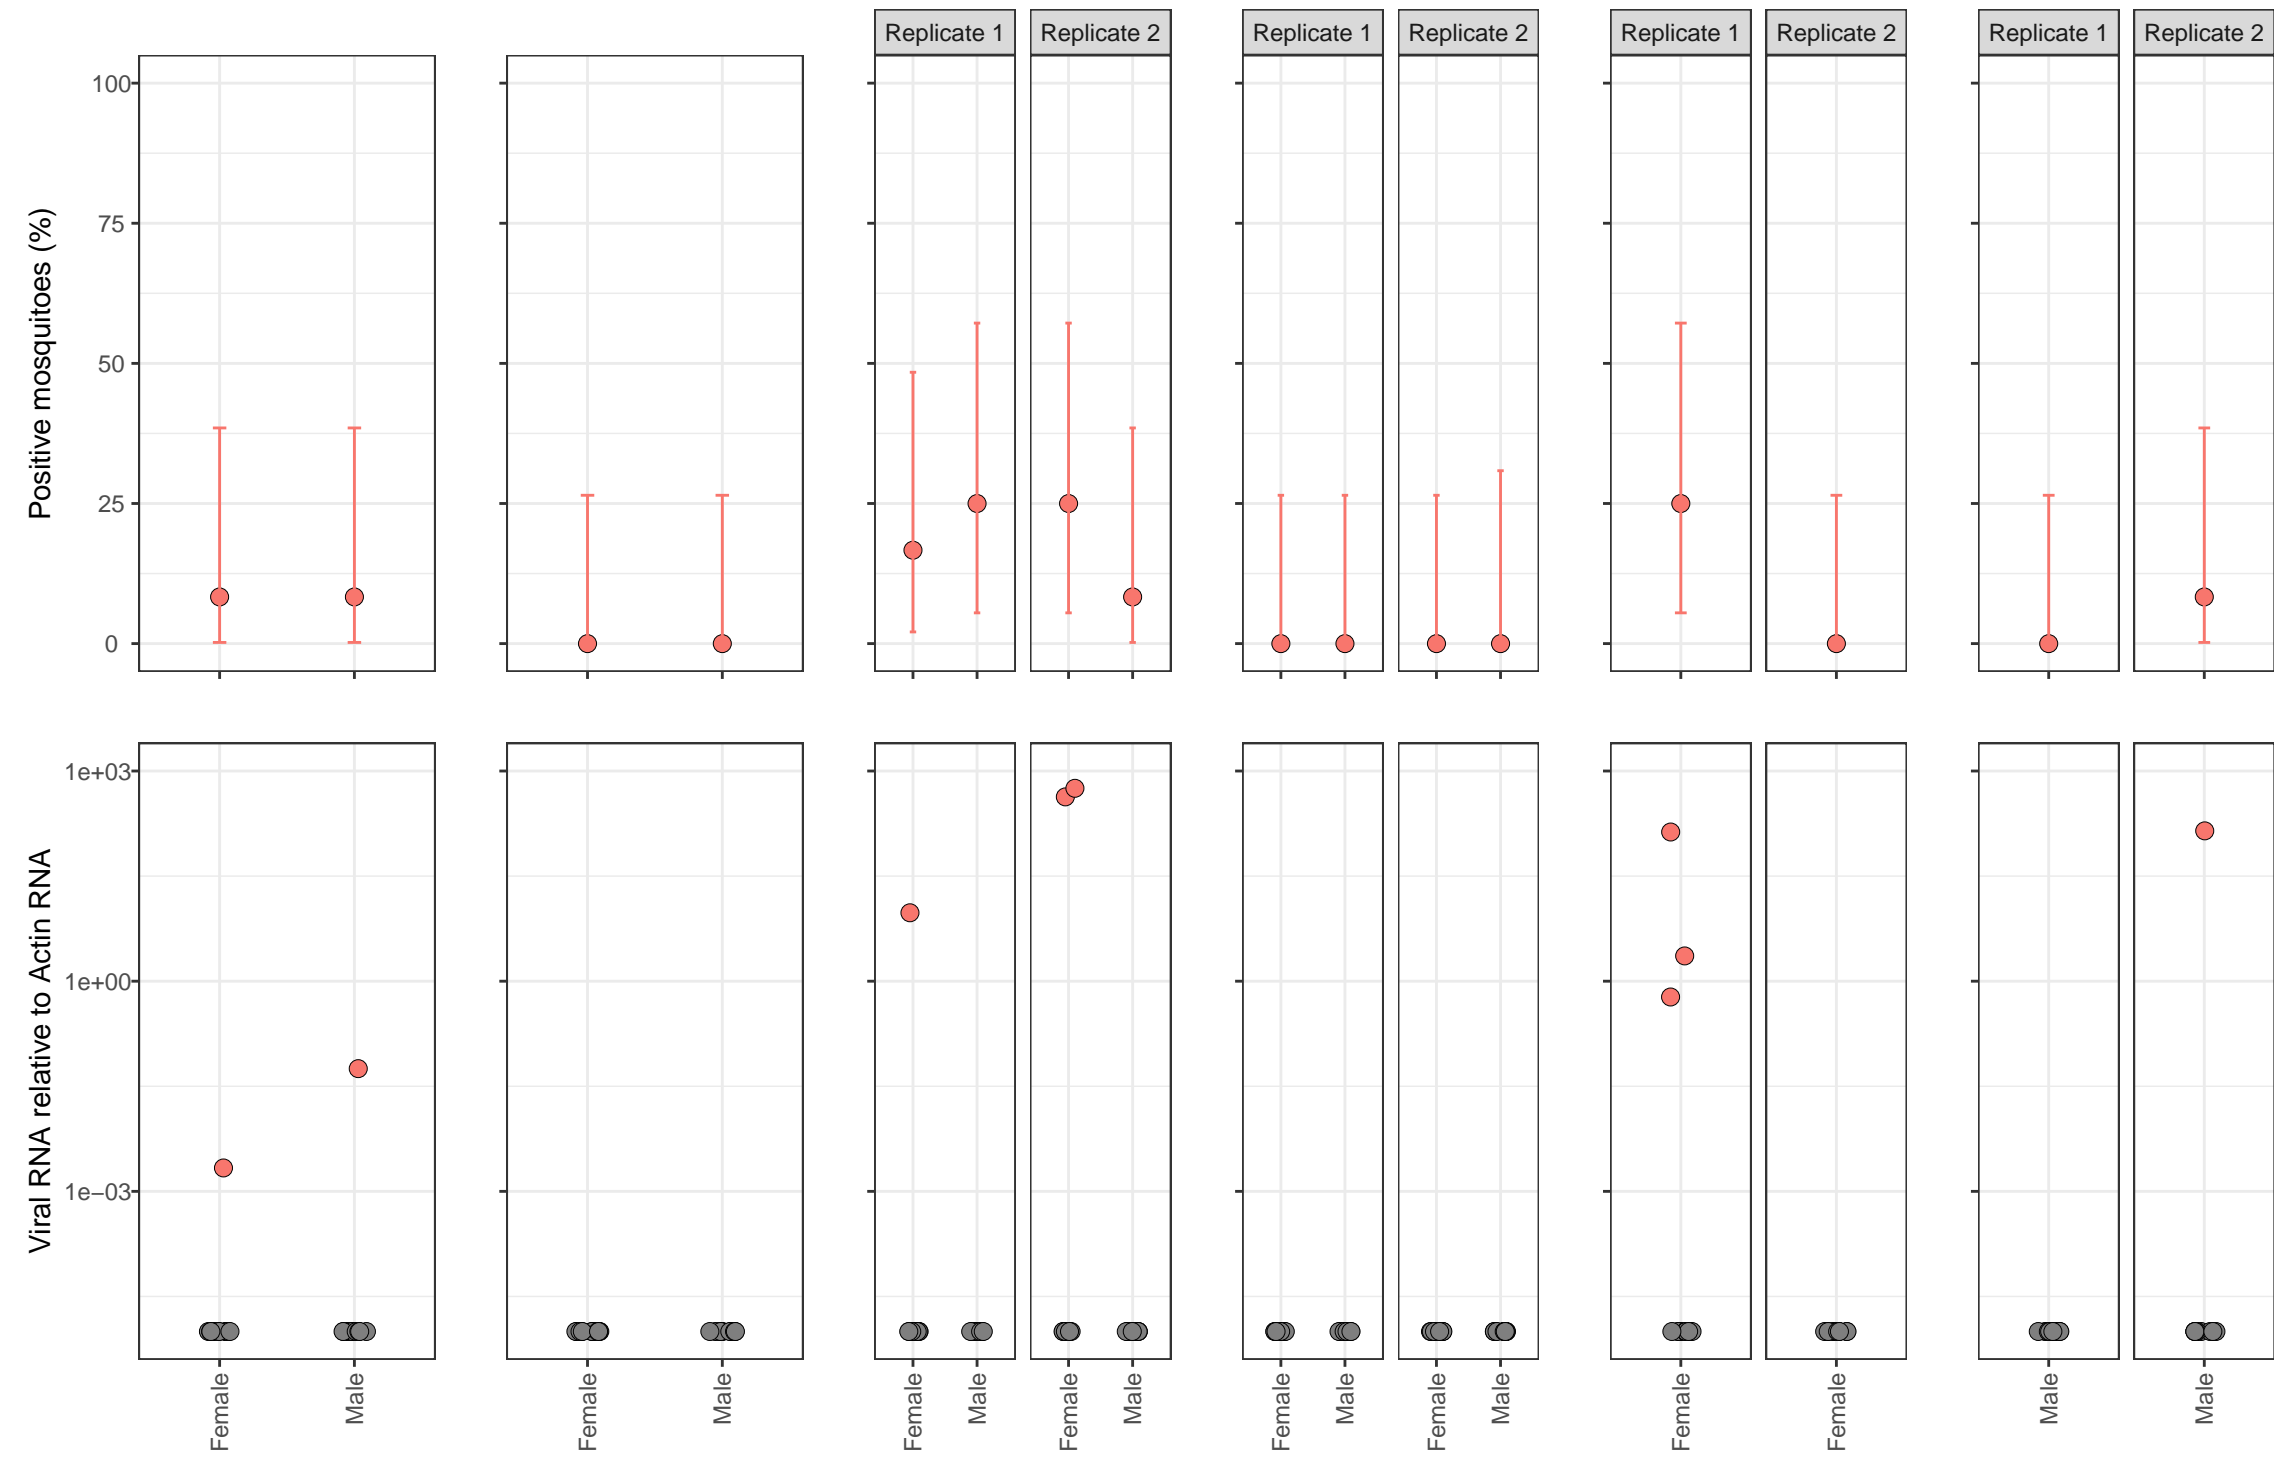 Replicate 1 Replicate 2 Replicate 1 Replicate 2 Replicate 1 Replicate 2 Replicate 1 Replicate 2
Positive mosquitoes (%)
100
75
50
25
0
Viral RNA relative to Actin RNA
1e+03
1e+00
1e−03
Female Male Female Male Female Male Female Male Female Male Female Male Female Female Male Male